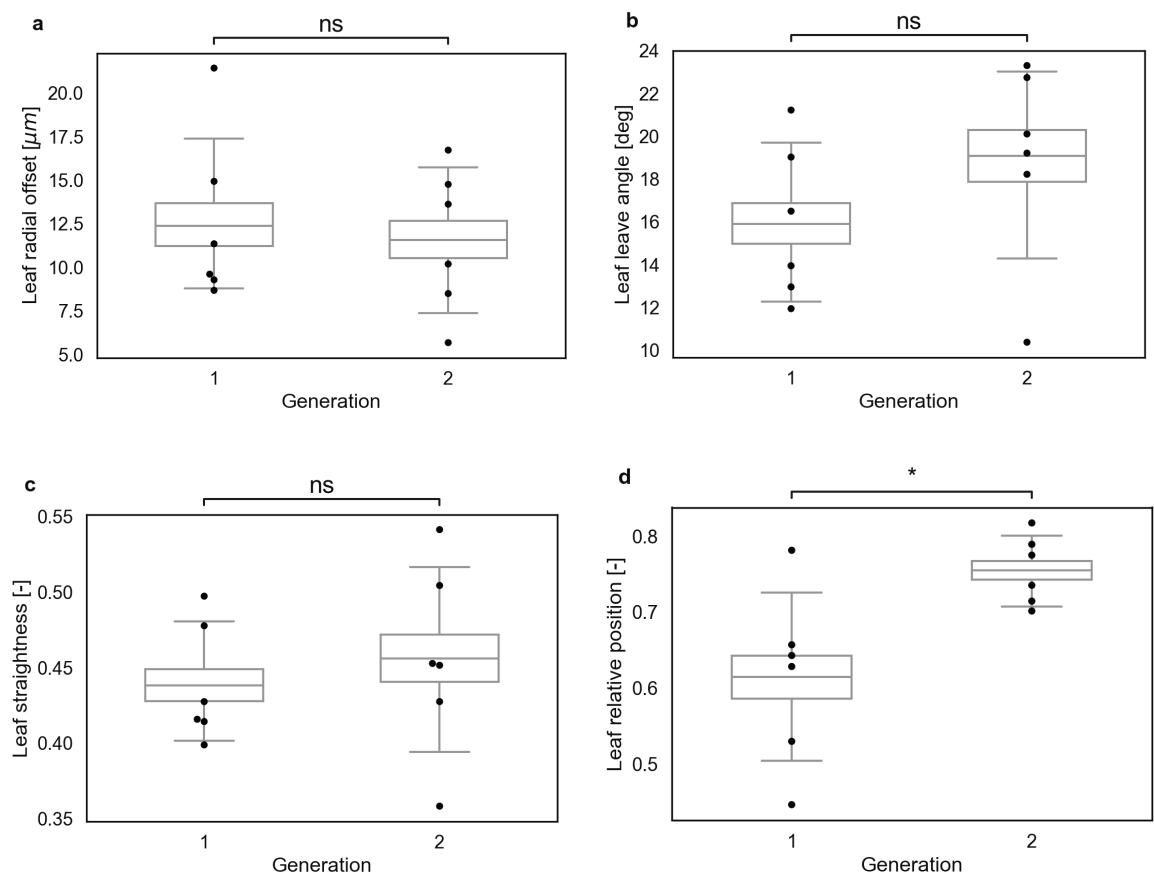 a
ns
Leaf radial offset [μm]
20.0
17.5
15.0
12.5
10.0
7.5
5.0
1
2
Generation
b
ns
Leaf leave angle [deg]
24
22
20
18
16
14
12
10
1
2
Generation
c
ns
Leaf straightness [-]
0.55
0.50
0.45
0.40
0.35
1
2
Generation
d
*
Leaf relative position [-]
0.8
0.7
0.6
0.5
1
2
Generation